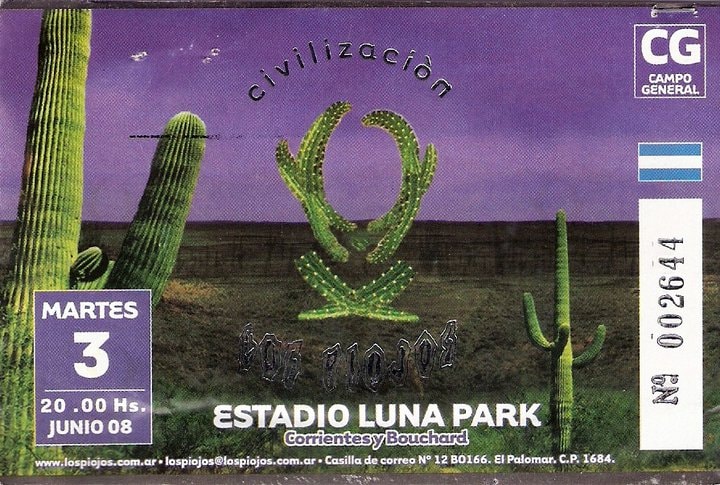 civilizaciòn
CG
CAMPO
GENERAL
Nº 002644
MARTES
3
20 .00 Hs.
JUNIO 08
LOS PIOJOS
ESTADIO LUNA PARK
Corrientes y Bouchard
www.lospiojos.com.ar • lospiojos@lospiojos.com.ar • Casilla de correo N° 12 B0166. El Palomar. C.P. 1684.